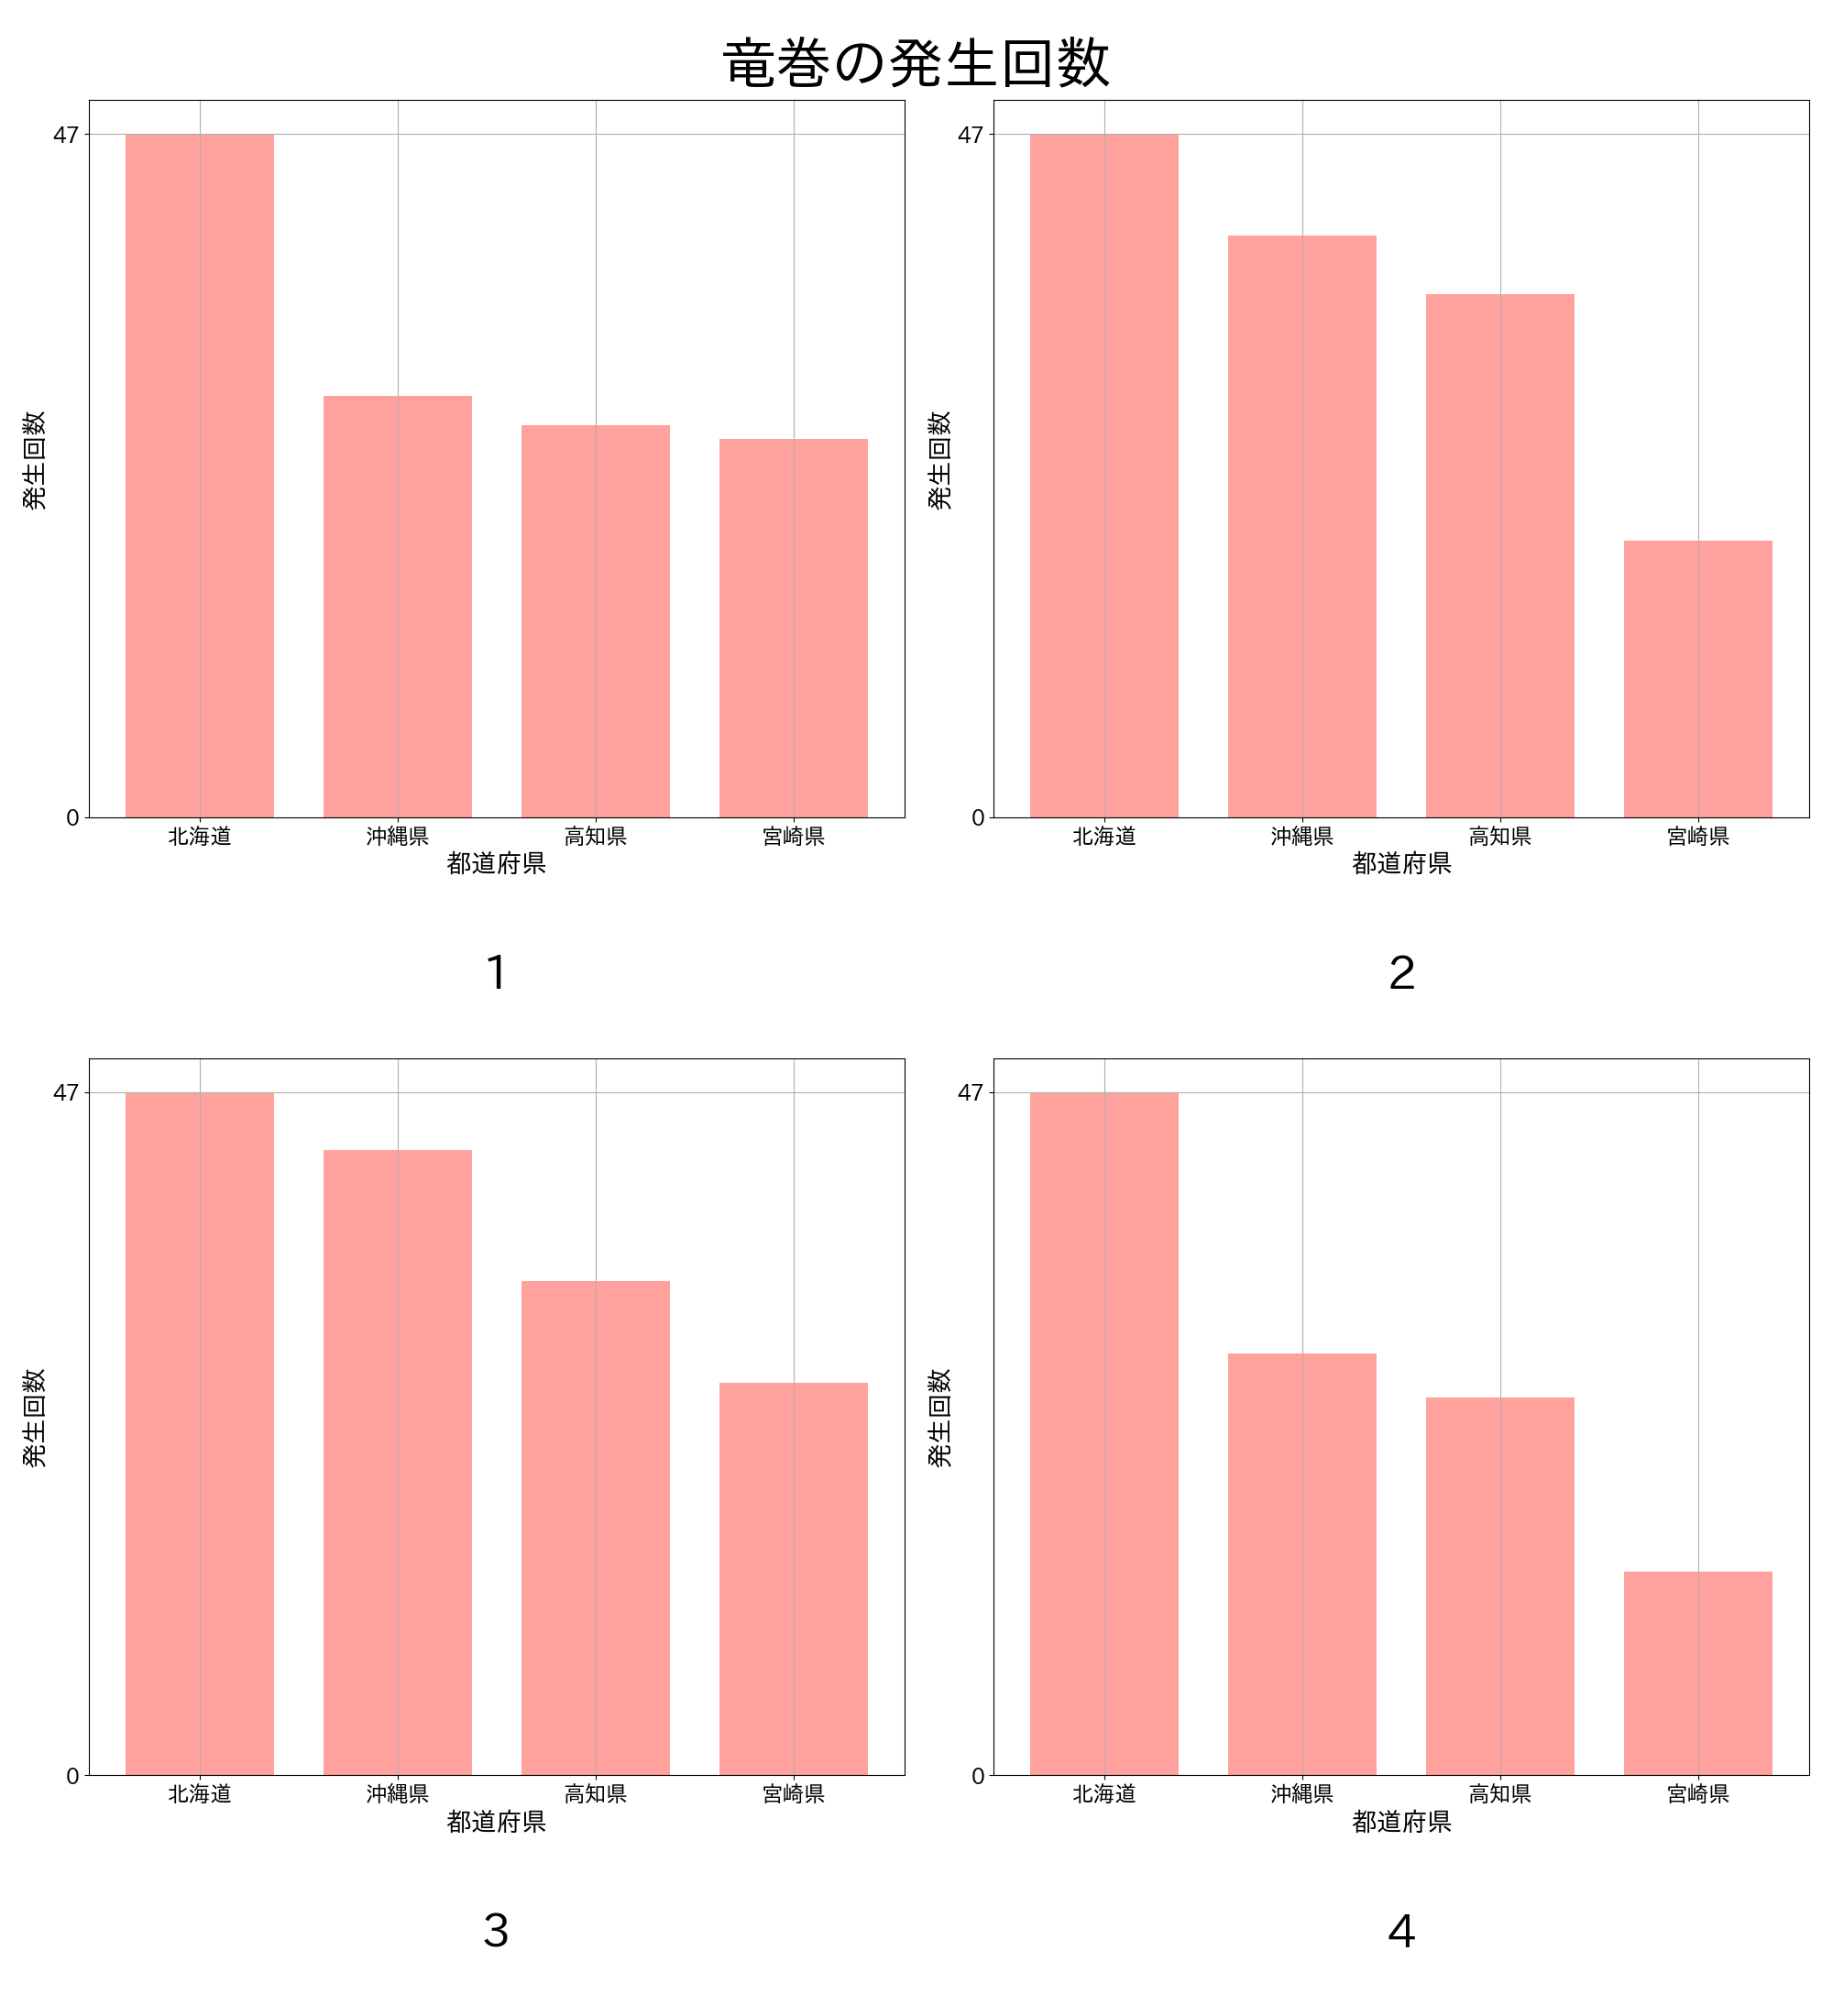 竜巻の発生回数
47
0
発生回数
北海道 沖縄県 高知県 宮崎県
都道府県
1
47
0
発生回数
北海道 沖縄県 高知県 宮崎県
都道府県
2
47
0
発生回数
北海道 沖縄県 高知県 宮崎県
都道府県
3
47
0
発生回数
北海道 沖縄県 高知県 宮崎県
都道府県
4